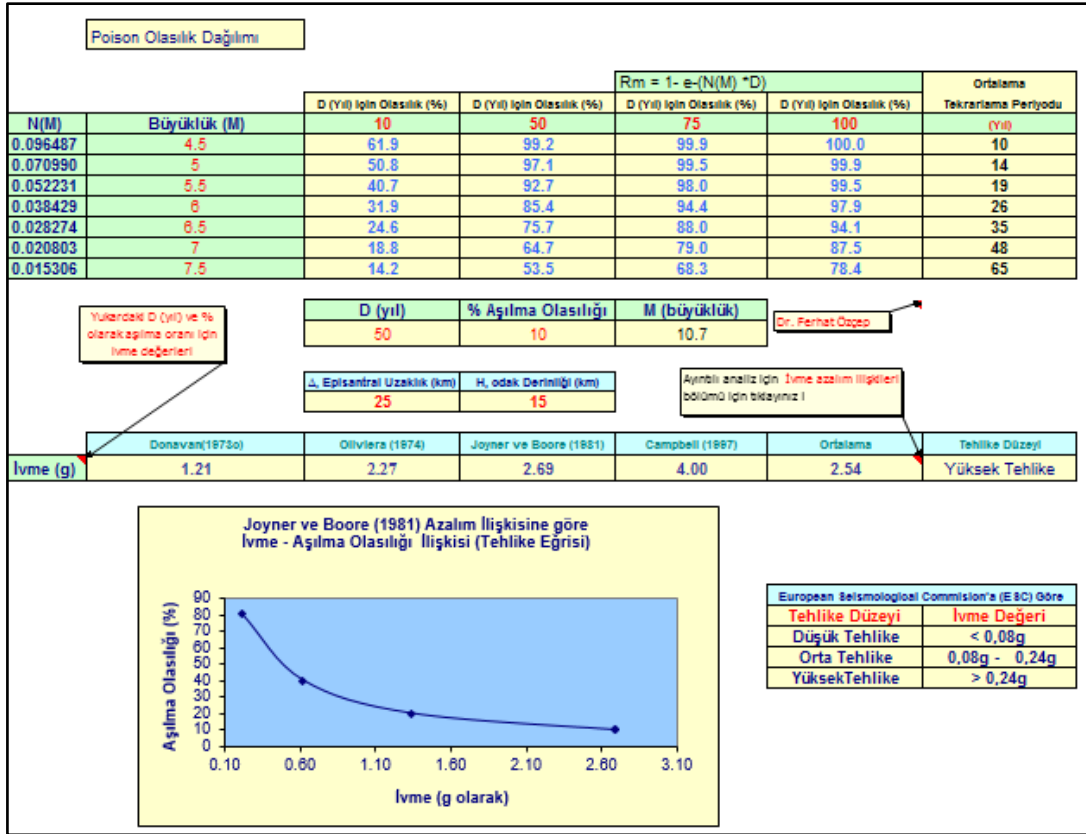 Poison Olasılık Dağılımı
Rm = 1- e-(N(M) *D)
Ortalama
D (Yıl) için Olasılık (%) D (Yıl) için Olasılık (%) D (Yıl) için Olasılık (%) D (Yıl) için Olasılık (%) Tekrarlama Periyodu
N(M) Büyüklük (M) 10 50 75 100 (Yıl)
0.096487 4.5 61.9 99.2 99.9 100.0 10
0.070990 5 50.8 97.1 99.5 99.9 14
0.052231 5.5 40.7 92.7 98.0 99.5 19
0.038429 6 31.9 85.4 94.4 97.9 26
0.028274 6.5 24.6 75.7 88.0 94.1 35
0.020803 7 18.8 64.7 79.0 87.5 48
0.015306 7.5 14.2 53.5 68.3 78.4 65
Yukardaki D (yıl) ve %
olarak aşılma oranı için
ivme değerleri
D (yıl) % Aşılma Olasılığı M (büyüklük)
50 10 10.7
Dr. Ferhat Özçep
Δ, Episantral Uzaklık (km) H, odak Derinliği (km)
25 15
Ayıntılı analiz için İvme azalım ilişkileri
bölümü için tıklayınız !
Donavan(1973o) Oliviera (1974) Joyner ve Boore (1981) Campbell (1997) Ortalama Tehlike Düzeyi
İvme (g) 1.21 2.27 2.69 4.00 2.54 Yüksek Tehlike
Joyner ve Boore (1981) Azalım İlişkisine göre
İvme - Aşılma Olasılığı İlişkisi (Tehlike Eğrisi)
Aşılma Olasılığı (%)
90
80
70
60
50
40
30
20
10
0
0.10 0.60 1.10 1.60 2.10 2.60 3.10
İvme (g olarak)
European Seismological Commision'a (ESC) Göre
Tehlike Düzeyi İvme Değeri
Düşük Tehlike < 0,08g
Orta Tehlike 0,08g - 0,24g
YüksekTehlike > 0,24g